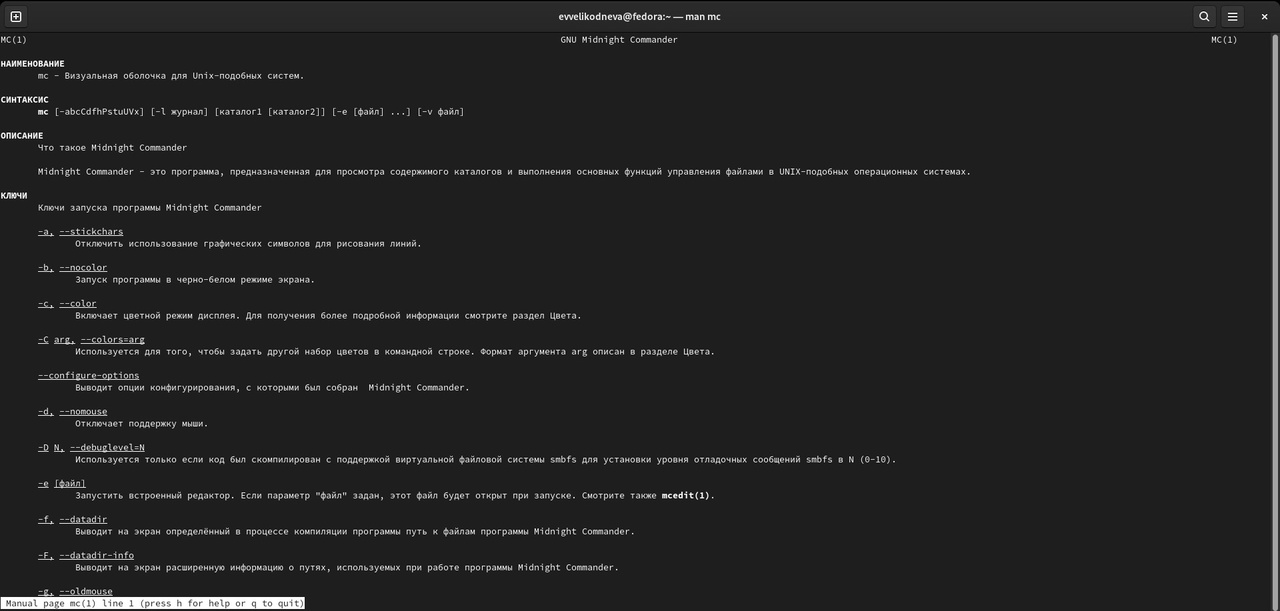 evvelikodneva@fedora:~ — man mc
MC(1) GNU Midnight Commander MC(1)
НАИМЕНОВАНИЕ
mc - Визуальная оболочка для Unix-подобных систем.
СИНТАКСИС
mc [-abcCdfhPstuUVx] [-l журнал] [каталог1 [каталог2]] [-e [файл] ...] [-v файл]
ОПИСАНИЕ
Что такое Midnight Commander
Midnight Commander - это программа, предназначенная для просмотра содержимого каталогов и выполнения основных функций управления файлами в UNIX-подобных операционных системах.
КЛЮЧИ
Ключи запуска программы Midnight Commander
-a, --stickchars
Отключить использование графических символов для рисования линий.
-b, --nocolor
Запуск программы в черно-белом режиме экрана.
-c, --color
Включает цветной режим дисплея. Для получения более подробной информации смотрите раздел Цвета.
-C arg, --colors=arg
Используется для того, чтобы задать другой набор цветов в командной строке. Формат аргумента arg описан в разделе Цвета.
--configure-options
Выводит опции конфигурирования, с которыми был собран  Midnight Commander.
-d, --nomouse
Отключает поддержку мыши.
-D N, --debuglevel=N
Используется только если код был скомпилирован с поддержкой виртуальной файловой системы smbfs для установки уровня отладочных сообщений smbfs в N (0-10).
-e [файл]
Запустить встроенный редактор. Если параметр "файл" задан, этот файл будет открыт при запуске. Смотрите также mcedit(1).
-f, --datadir
Выводит на экран определённый в процессе компиляции программы путь к файлам программы Midnight Commander.
-F, --datadir-info
Выводит на экран расширенную информацию о путях, используемых при работе программы Midnight Commander.
-g, --oldmouse
Manual page mc(1) line 1 (press h for help or q to quit)